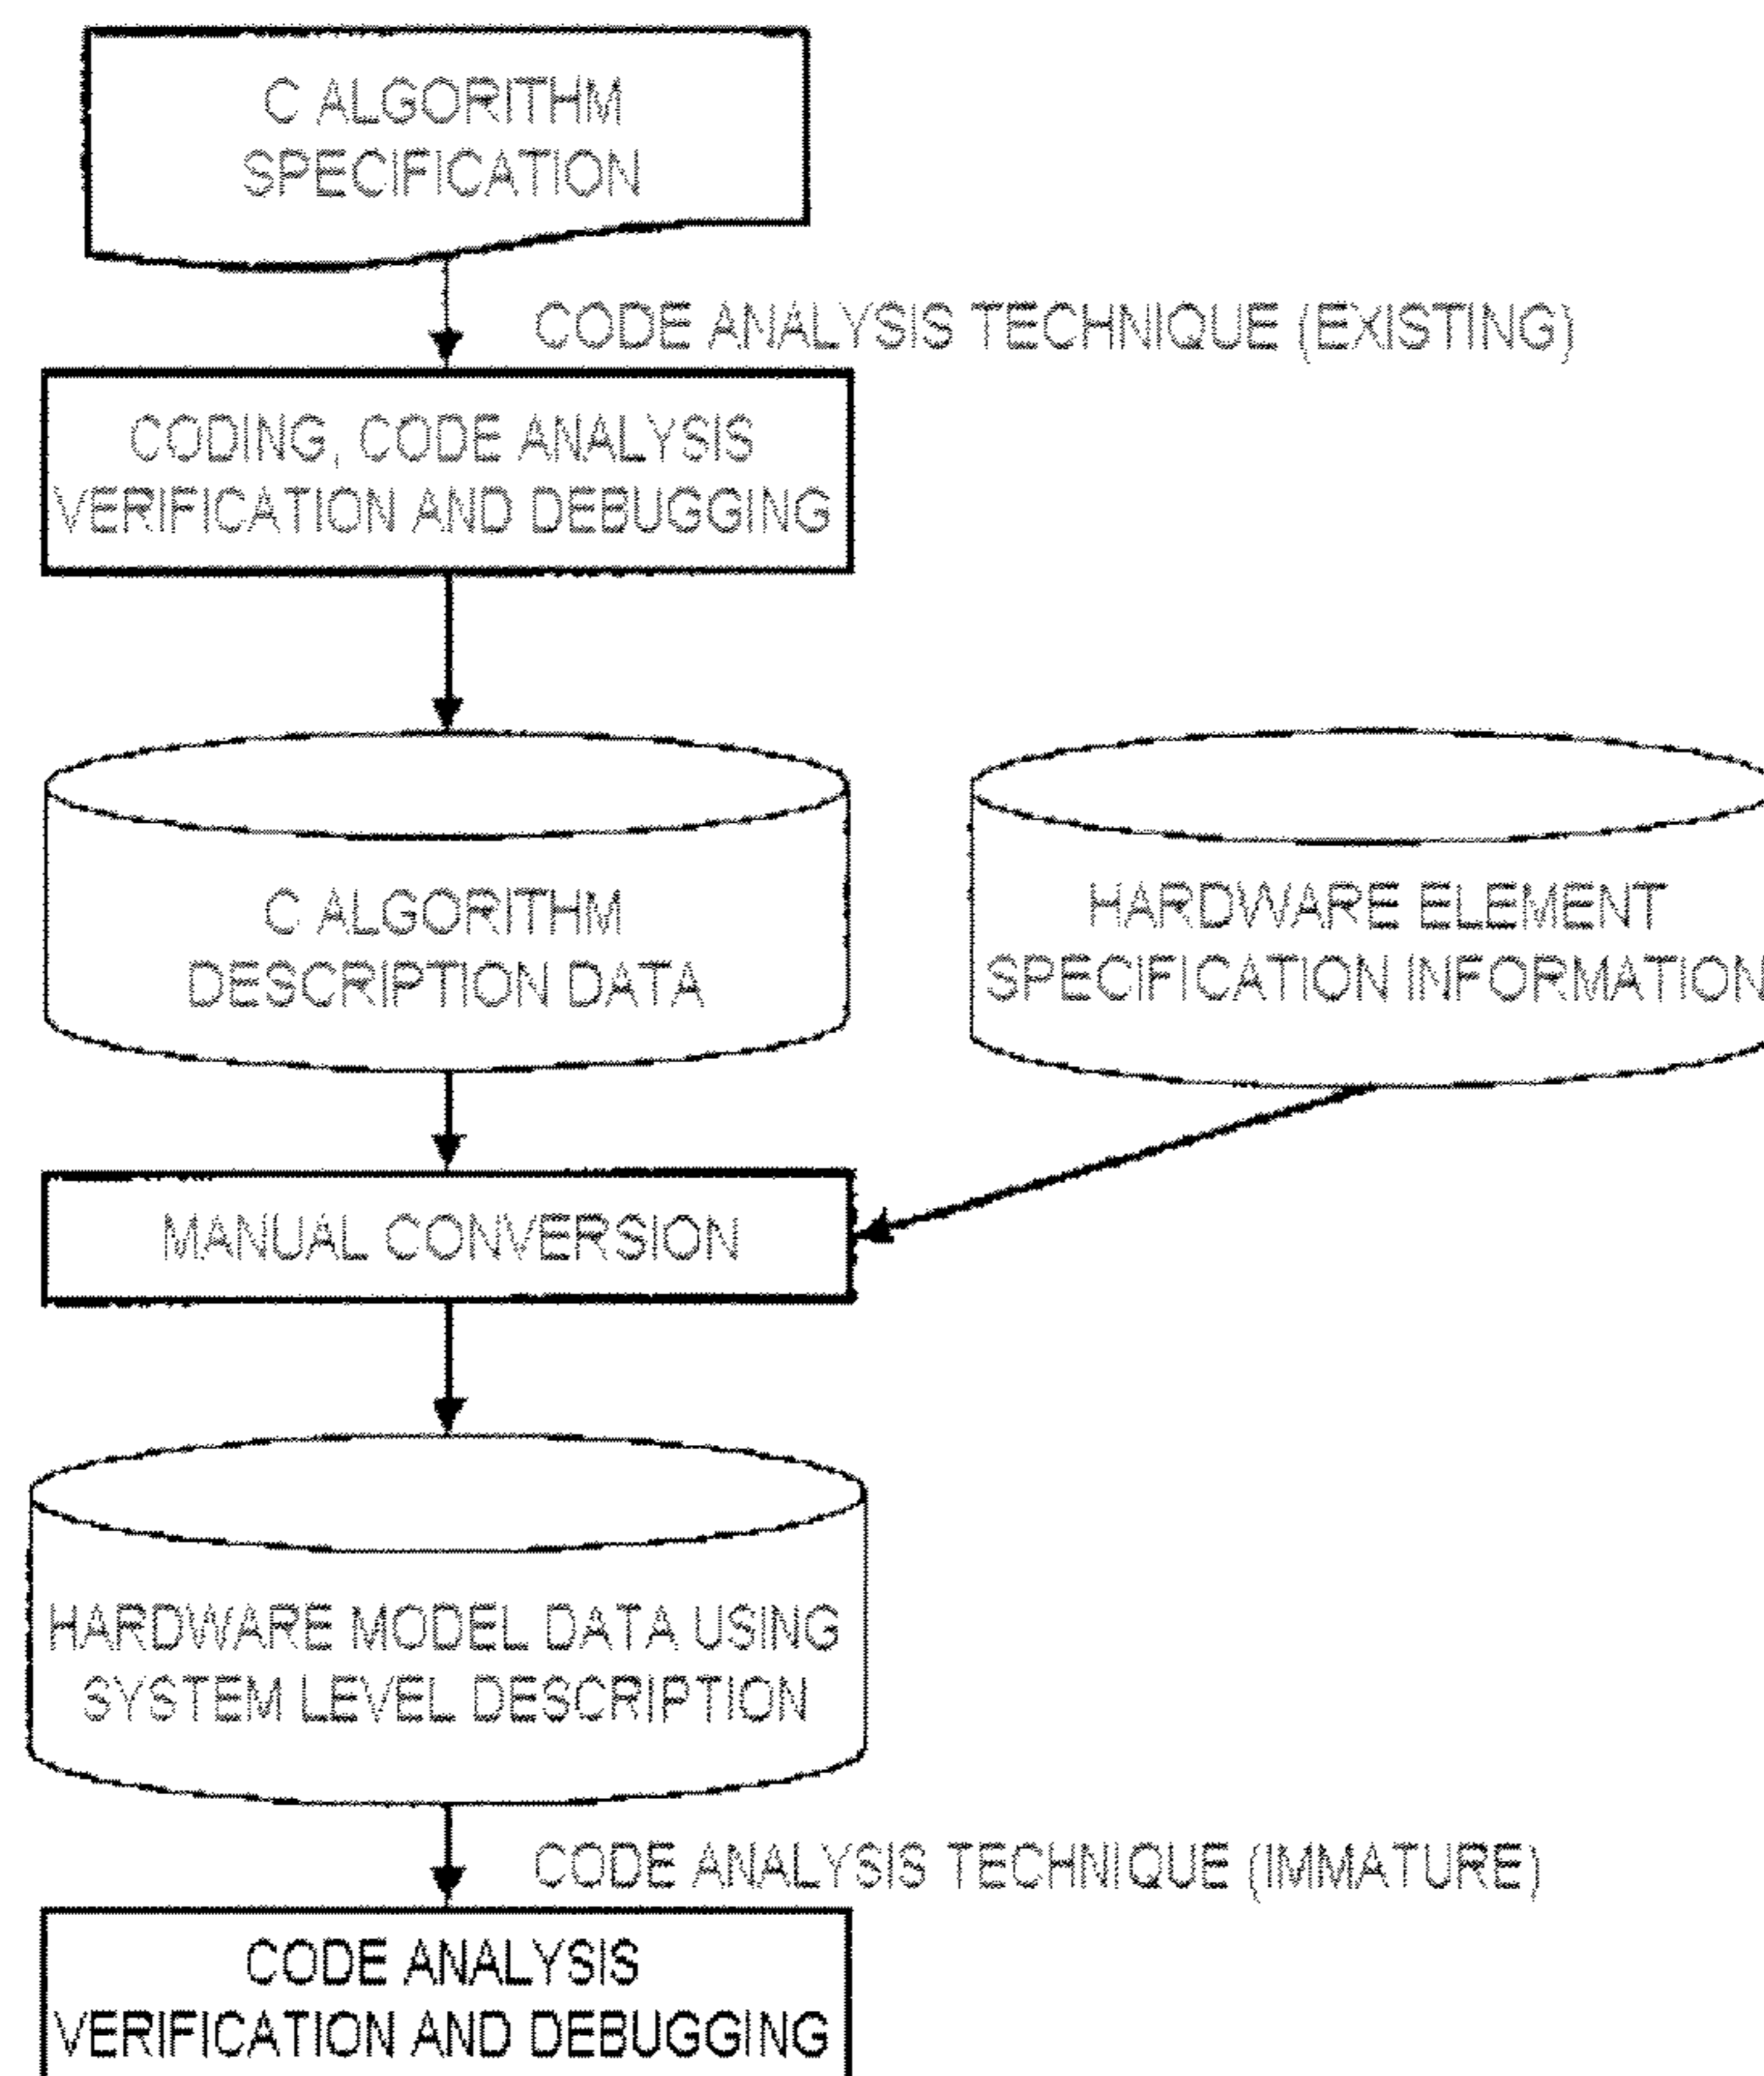 C ALGORITHM
SPECIFICATION
CODE ANALYSIS TECHNIQUE (EXISTING)
CODING, CODE ANALYSIS
VERIFICATION AND DEBUGGING
C ALGORITHM
DESCRIPTION DATA
HARDWARE ELEMENT
SPECIFICATION INFORMATION
MANUAL CONVERSION
HARDWARE MODEL DATA USING
SYSTEM LEVEL DESCRIPTION
CODE ANALYSIS TECHNIQUE (IMMATURE)
CODE ANALYSIS
VERIFICATION AND DEBUGGING